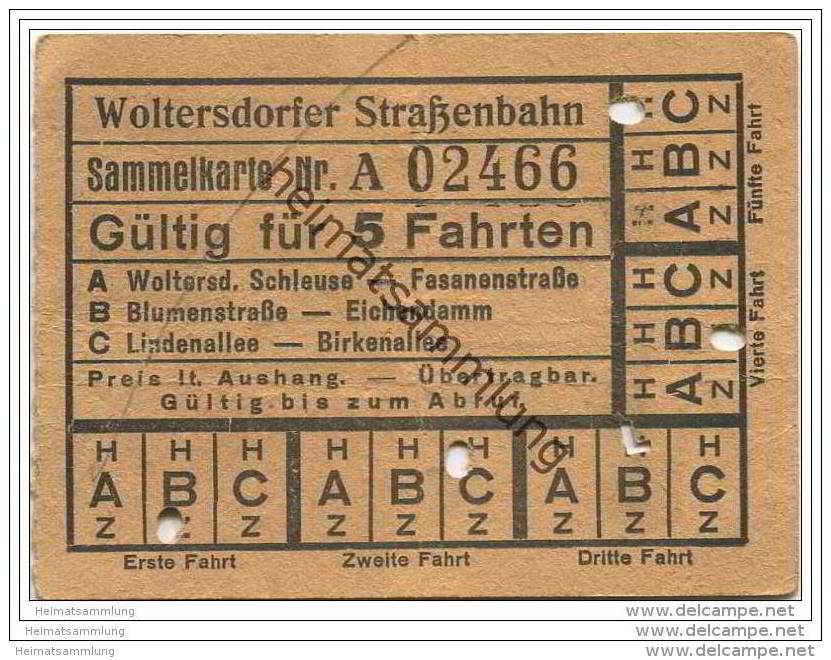 Woltersdorfer Straßenbahn
Sammelkarte Nr. A 02466
Gültig für 5 Fahrten
A Woltersd. Schleuse — Fasanenstraße
B Blumenstraße — Eichendamm
C Lindenallee — Birkenallee
Preis lt. Aushang. — Übertragbar.
Gültig bis zum Abruf.
H C Z
H B Z
H A Z
Fünfte Fahrt
H C Z
H B Z
H A Z
Vierte Fahrt
H H H H H H H H H
A B C A B C A B C
Z Z Z Z Z Z Z Z Z
Erste Fahrt Zweite Fahrt Dritte Fahrt
heimatsammlung
Heimatsammlung www.delcampe.net
Heimatsammlung www.delcampe.net
Heimatsammlung www.delcampe.net